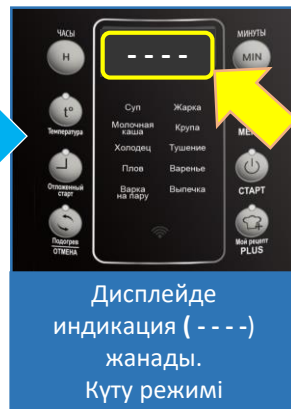 ЧАСЫ
МИНУТЫ
H
- - - -
MIN
t°
Температура
Суп
Жарка
Молочная каша
Крупа
МЕ
Холодец
Тушение
Отложенный старт
Плов
Варенье
СТАРТ
Варка на пару
Выпечка
Подогрев
ОТМЕНА
Мой рецепт
PLUS
Дисплейде
индикация ( - - - -)
жанады.
Күту режимі